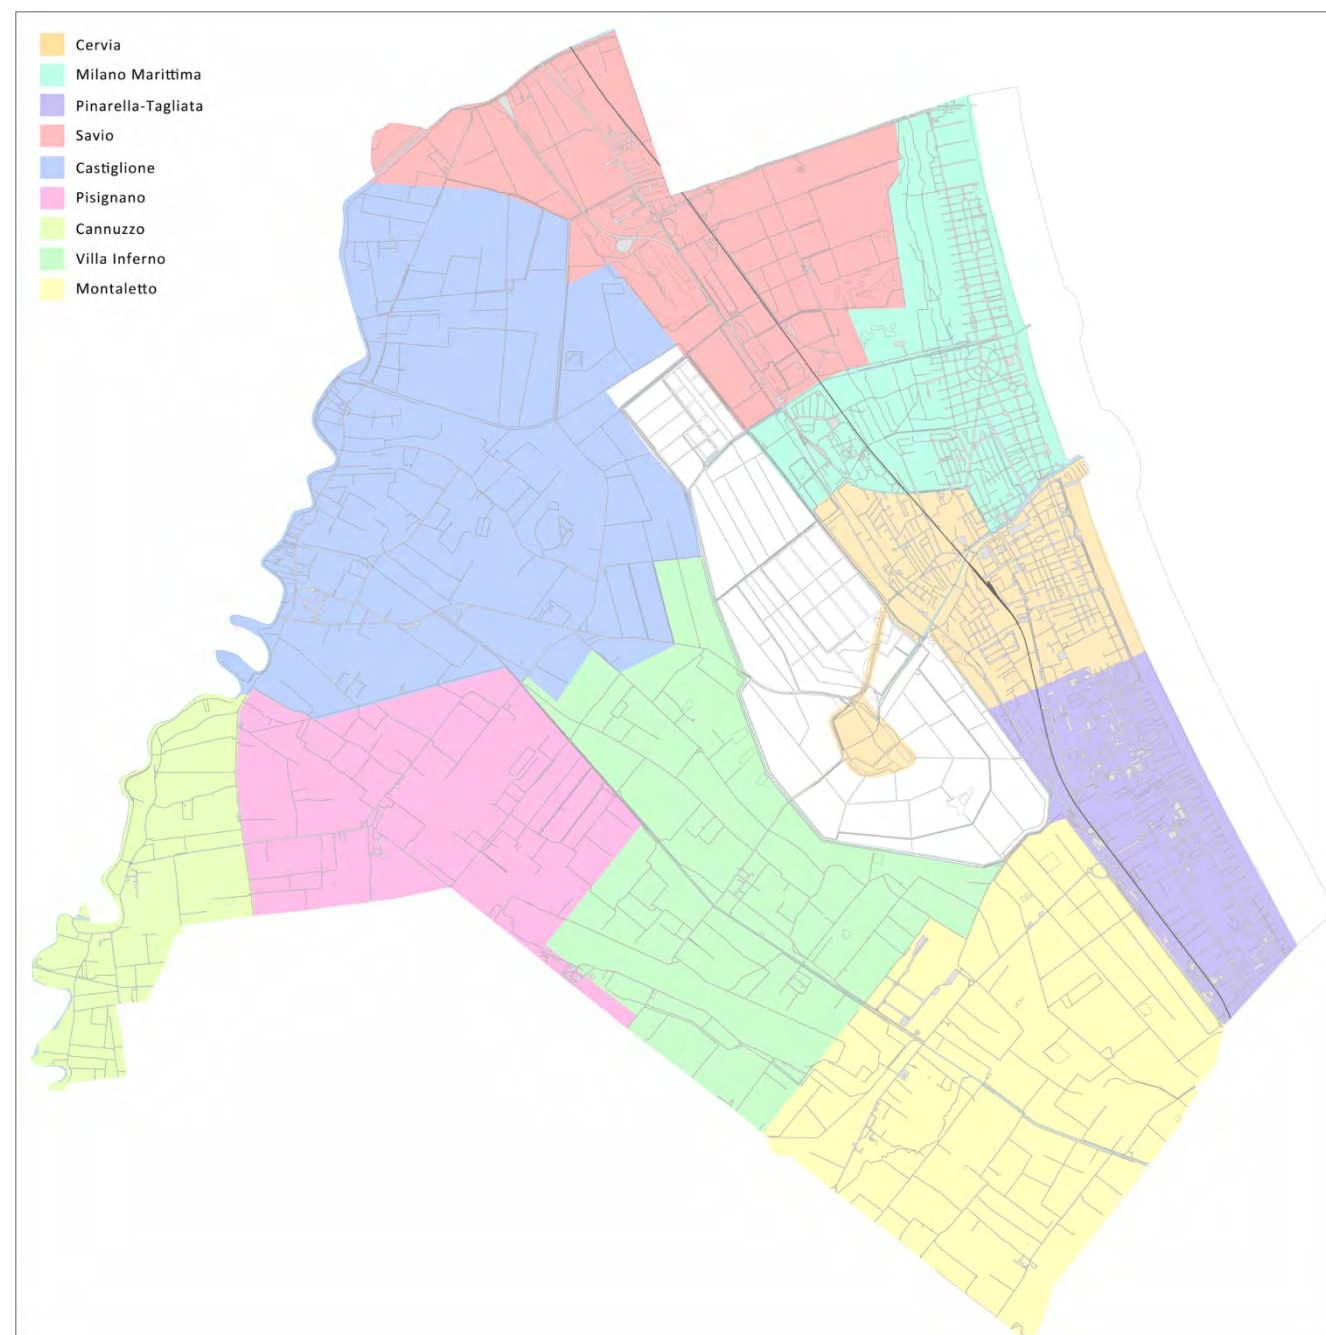 Cervia
Milano Marittima
Pinarella-Tagliata
Savio
Castiglione
Pisignano
Cannuzzo
Villa Inferno
Montaletto